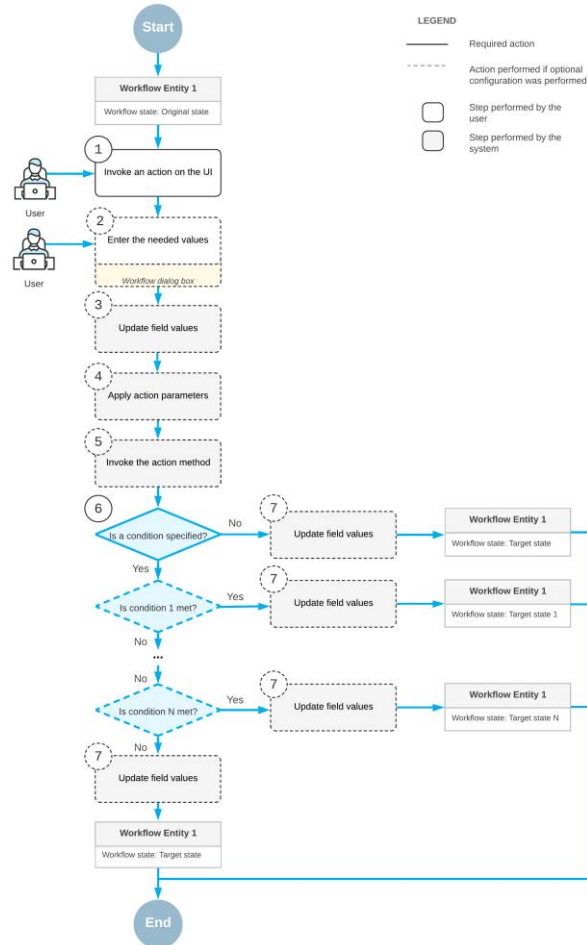 Start
LEGEND
Required action
Action performed if optional
configuration was performed
Step performed by the
user
Step performed by the
system
Workflow Entity 1
Workflow state: Original state
1
Invoke an action on the UI
User
2
Enter the needed values
Workflow dialog box
User
3
Update field values
4
Apply action parameters
5
Invoke the action method
6
Is a condition specified?
No
7
Update field values
Workflow Entity 1
Workflow state: Target state
Yes
Is condition 1 met?
Yes
7
Update field values
Workflow Entity 1
Workflow state: Target state 1
No
...
No
Is condition N met?
Yes
7
Update field values
Workflow Entity 1
Workflow state: Target state N
No
7
Update field values
Workflow Entity 1
Workflow state: Target state
End